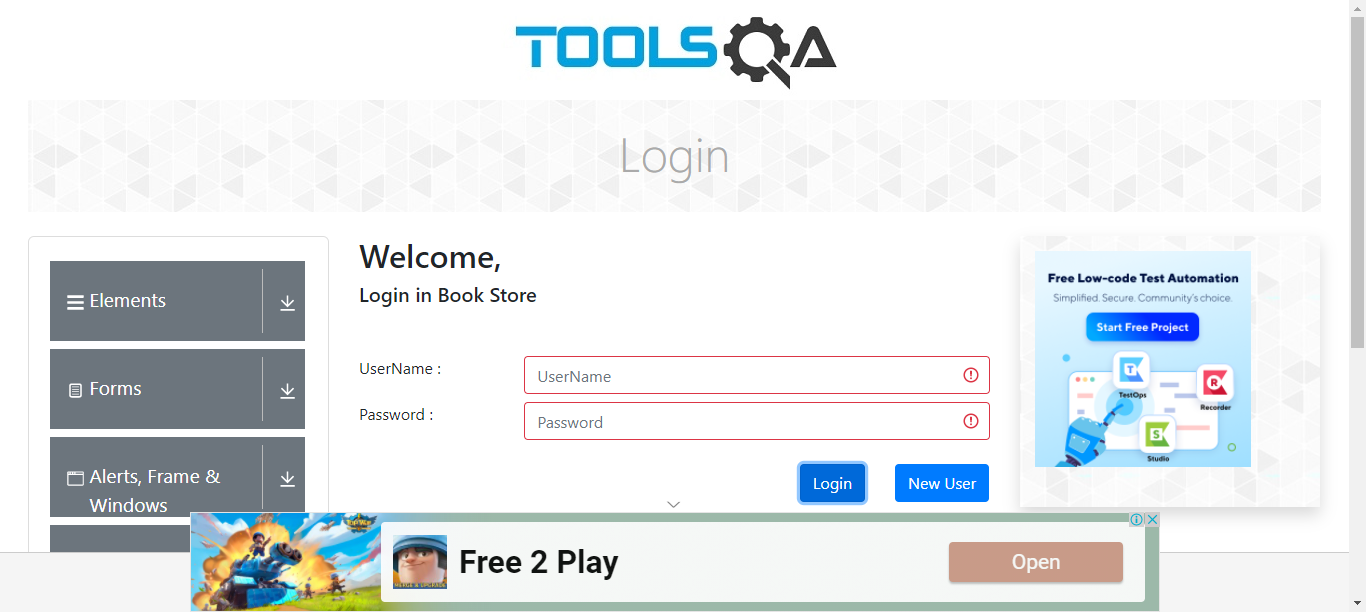 TOOLSQA
Login
Elements
Forms
Alerts, Frame &
Windows
Welcome,
Login in Book Store
UserName :
UserName
Password :
Password
Login
New User
Free Low-code Test Automation
Simplified. Secure. Community's choice.
Start Free Project
TestOps
Recorder
Studio
MERGE & UPGRADE
Free 2 Play
Open